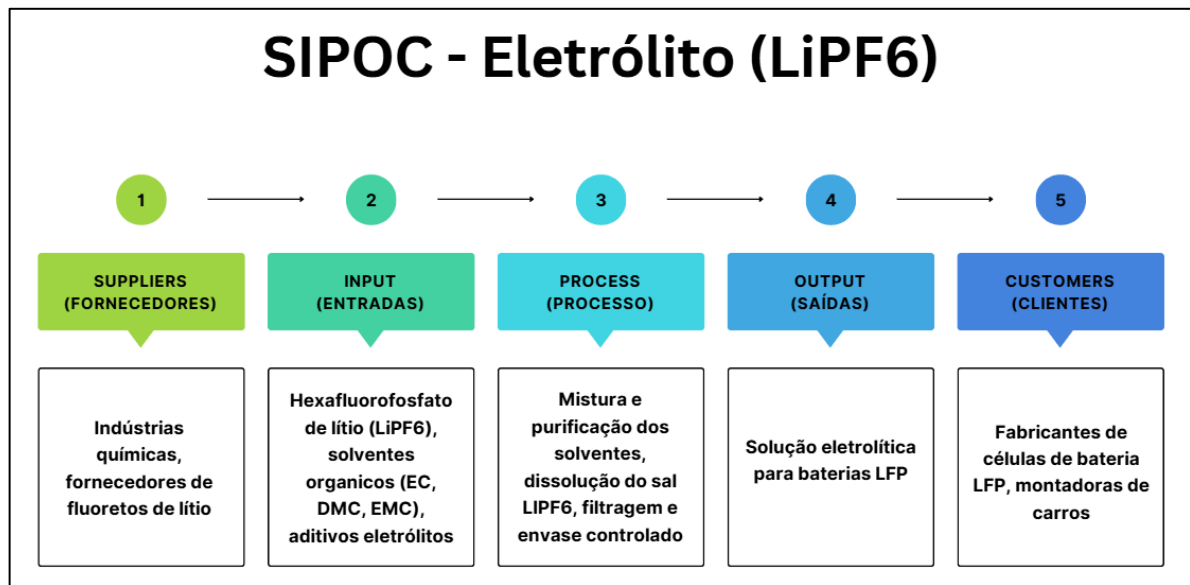 SIPOC - Eletrólito (LiPF6)
1
2
3
4
5
SUPPLIERS
(FORNECEDORES)
INPUT
(ENTRADAS)
PROCESS
(PROCESSO)
OUTPUT
(SAÍDAS)
CUSTOMERS
(CLIENTES)
Indústrias
químicas,
fornecedores de
fluoretos de lítio
Hexafluorofosfato
de lítio (LiPF6),
solventes
organicos (EC,
DMC, EMC),
aditivos eletrólitos
Mistura e
purificação dos
solventes,
dissolução do sal
LIPF6, filtragem e
envase controlado
Solução eletrolítica
para baterias LFP
Fabricantes de
células de bateria
LFP, montadoras de
carros